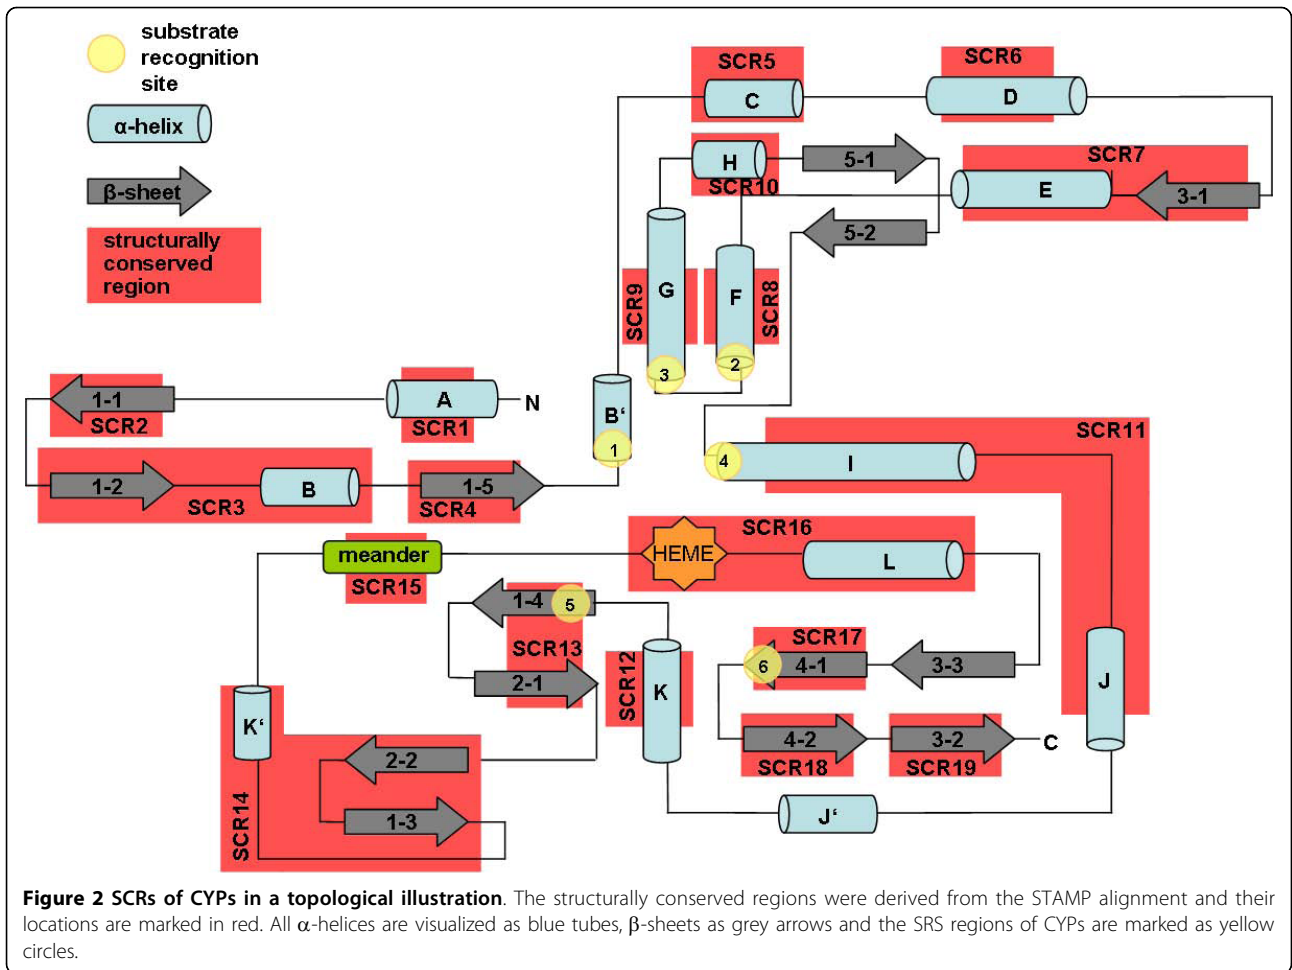 substrate
recognition
site
α-helix
β-sheet
structurally
conserved
region
SCR5
C
SCR6
D
H
SCR10
5-1
5-2
SCR7
E
3-1
SCR9
G
F
SCR8
3
2
1-1
SCR2
A
SCR1
N
B‘
1
1-2
SCR3
B
1-5
SCR4
4
I
SCR11
meander
SCR15
HEME
SCR16
L
1-4
5
SCR13
2-1
SCR12
K
SCR17
6
4-1
3-3
J
K‘
2-2
1-3
SCR14
4-2
SCR18
3-2
SCR19
C
J‘
Figure 2 SCRs of CYPs in a topological illustration. The structurally conserved regions were derived from the STAMP alignment and their
locations are marked in red. All α-helices are visualized as blue tubes, β-sheets as grey arrows and the SRS regions of CYPs are marked as yellow
circles.